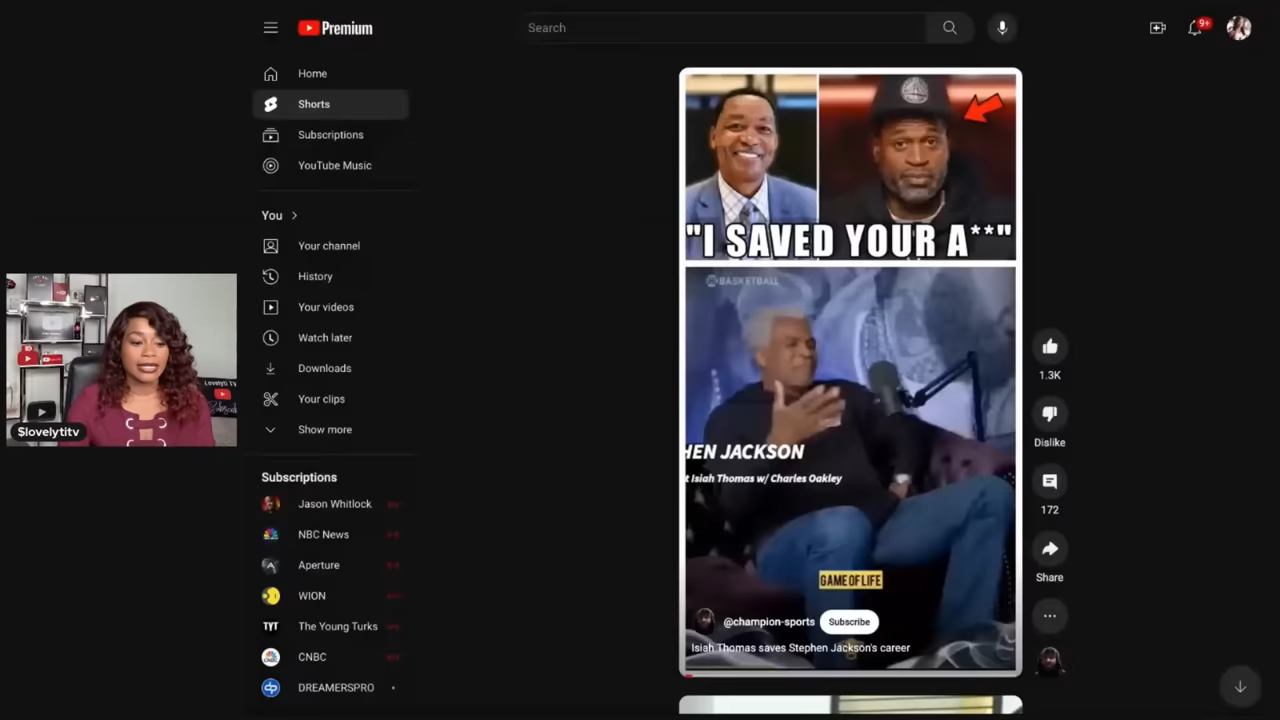 Premium
Search
9+
Home
Shorts
Subscriptions
YouTube Music
You
Your channel
History
Your videos
Watch later
Downloads
Your clips
Show more
Subscriptions
Jason Whitlock
NBC News
Aperture
WION
TYT The Young Turks
CNBC
DREAMERSPRO
LovelyTi TV
$lovelytitv
"I SAVED YOUR A**"
BASKETBALL
HEN JACKSON
t Isiah Thomas w/ Charles Oakley
GAME OF LIFE
@champion-sports
Subscribe
Isiah Thomas saves Stephen Jackson's career
1.3K
Dislike
172
Share